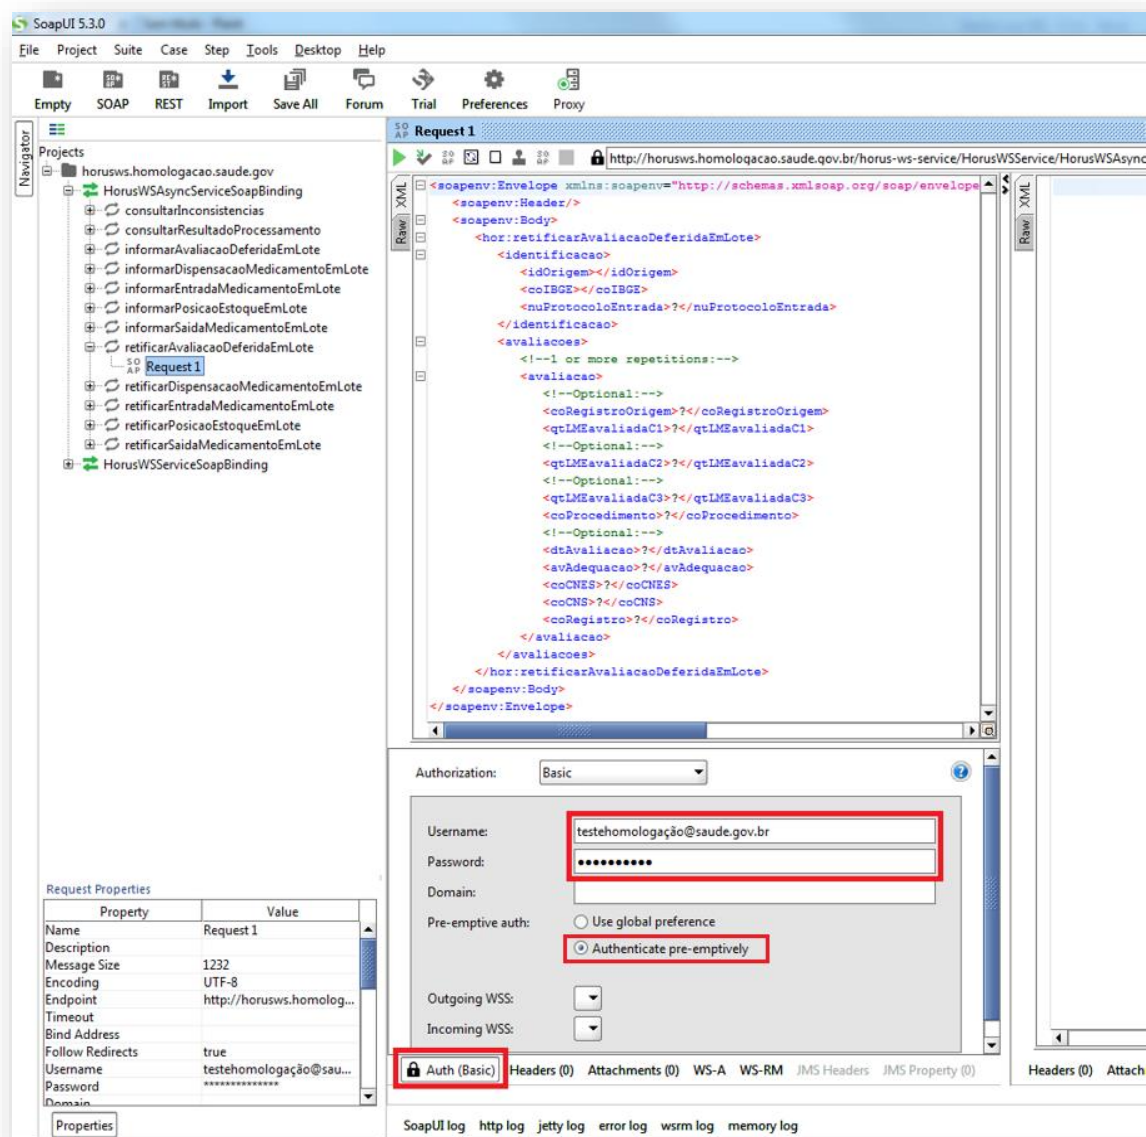 SoapUI 5.3.0
File Project Suite Case Step Tools Desktop Help
Empty SOAP REST Import Save All Forum Trial Preferences Proxy
Navigator
Projects
horusws.homologacao.saude.gov
HorusWSAsyncServiceSoapBinding
consultarInconsistencias
consultarResultadoProcessamento
informarAvaliacaoDeferidaEmLote
informarDispensacaoMedicamentoEmLote
informarEntradaMedicamentoEmLote
informarPosicaoEstoqueEmLote
informarSaidaMedicamentoEmLote
retificarAvaliacaoDeferidaEmLote
SOAP Request 1
retificarDispensacaoMedicamentoEmLote
retificarEntradaMedicamentoEmLote
retificarPosicaoEstoqueEmLote
retificarSaidaMedicamentoEmLote
HorusWSServiceSoapBinding
Request Properties
Property Value
Name Request 1
Description
Message Size 1232
Encoding UTF-8
Endpoint http://horusws.homolog...
Timeout
Bind Address
Follow Redirects true
Username testehomologação@sau...
Password **************
Domain
Properties
SOAP Request 1
http://horusws.homologacao.saude.gov.br/horus-ws-service/HorusWSService/HorusWSAsync
XML
Raw
<soapenv:Envelope xmlns:soapenv="http://schemas.xmlsoap.org/soap/envelope
<soapenv:Header/>
<soapenv:Body>
<hor:retificarAvaliacaoDeferidaEmLote>
<identificacao>
<idOrigem></idOrigem>
<coIBGE></coIBGE>
<nuProtocoloEntrada>?</nuProtocoloEntrada>
</identificacao>
<avaliacoes>
<!--1 or more repetitions:-->
<avaliacao>
<!--Optional:-->
<coRegistroOrigem>?</coRegistroOrigem>
<qtLMEavaliadaC1>?</qtLMEavaliadaC1>
<!--Optional:-->
<qtLMEavaliadaC2>?</qtLMEavaliadaC2>
<!--Optional:-->
<qtLMEavaliadaC3>?</qtLMEavaliadaC3>
<coProcedimento>?</coProcedimento>
<!--Optional:-->
<dtAvaliacao>?</dtAvaliacao>
<avAdequacao>?</avAdequacao>
<coCNES>?</coCNES>
<coCNS>?</coCNS>
<coRegistro>?</coRegistro>
</avaliacao>
</avaliacoes>
</hor:retificarAvaliacaoDeferidaEmLote>
</soapenv:Body>
</soapenv:Envelope>
XML
Raw
Authorization: Basic
Username: testehomologação@saude.gov.br
Password: ••••••••••
Domain:
Pre-emptive auth: Use global preference
Authenticate pre-emptively
Outgoing WSS:
Incoming WSS:
Auth (Basic) Headers (0) Attachments (0) WS-A WS-RM JMS Headers JMS Property (0)
Headers (0) Attach
SoapUI log http log jetty log error log wsrm log memory log